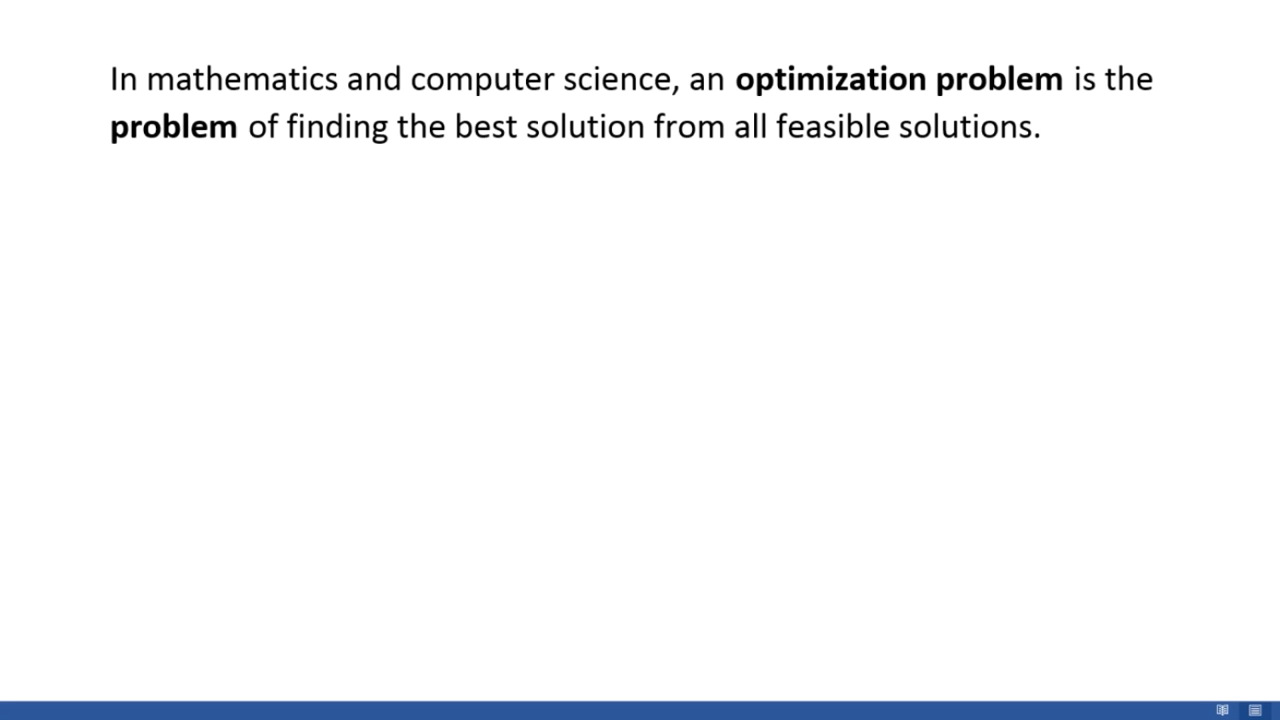 In mathematics and computer science, an optimization problem is the
problem of finding the best solution from all feasible solutions.